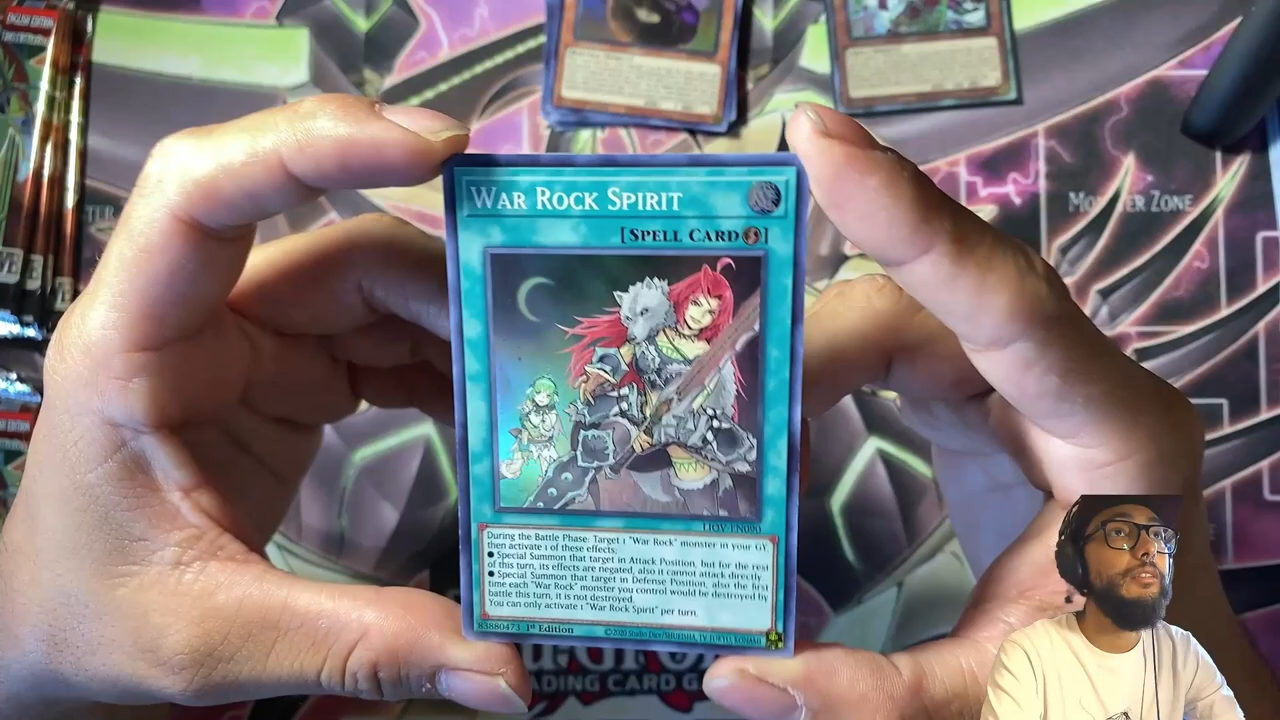 ENGLISH EDITION
WAR ROCK SPIRIT
[SPELL CARD]
MONSTER ZONE
LIOV-EN090
During the Battle Phase: Target 1 "War Rock" monster in your GY,
then activate 1 of these effects;
● Special Summon that target in Attack Position, but for the rest
of this turn, its effects are negated, also it cannot attack directly.
● Special Summon that target in Defense Position, also the first
time each "War Rock" monster you control would be destroyed by
battle this turn, it is not destroyed.
You can only activate 1 "War Rock Spirit" per turn.
83880473 1st Edition ©2020 Studio Dice/SHUEISHA, TV TOKYO, KONAMI